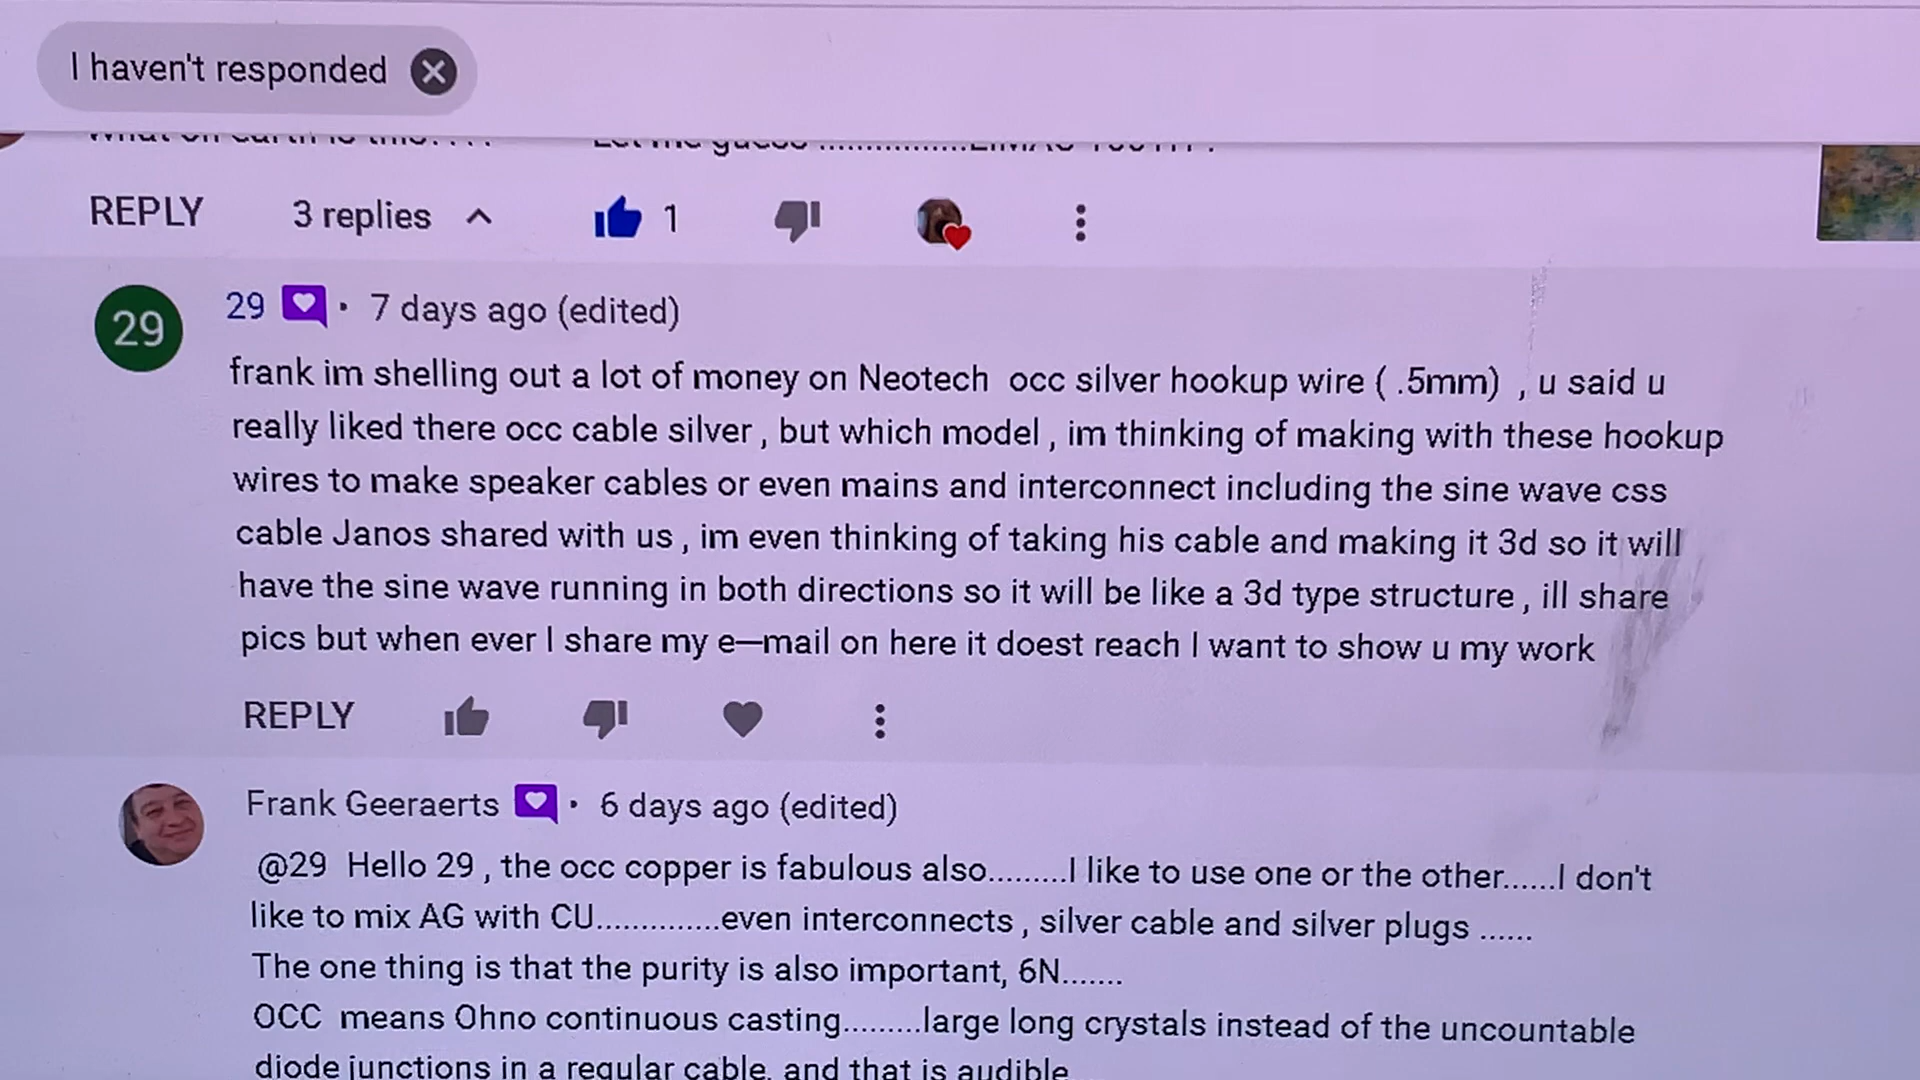 I haven't responded
What on earth is this....
Let me guess
REPLY 3 replies 1
29
29 · 7 days ago (edited)
frank im shelling out a lot of money on Neotech occ silver hookup wire ( .5mm) , u said u
really liked there occ cable silver , but which model , im thinking of making with these hookup
wires to make speaker cables or even mains and interconnect including the sine wave css
cable Janos shared with us , im even thinking of taking his cable and making it 3d so it will
have the sine wave running in both directions so it will be like a 3d type structure , ill share
pics but when ever I share my e—mail on here it doest reach I want to show u my work
REPLY
Frank Geeraerts · 6 days ago (edited)
@29 Hello 29 , the occ copper is fabulous also.........I like to use one or the other......I don't
like to mix AG with CU..............even interconnects , silver cable and silver plugs ......
The one thing is that the purity is also important, 6N.......
OCC means Ohno continuous casting.........large long crystals instead of the uncountable
diode junctions in a regular cable, and that is audible